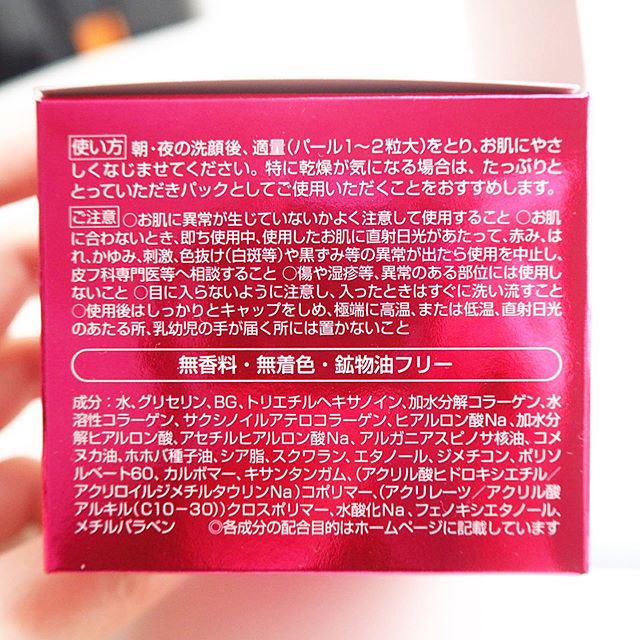 使い方 朝・夜の洗顔後、適量(パール1〜2粒大)をとり、お肌にやさ
しくなじませてください。特に乾燥が気になる場合は、たっぷりと
とっていただきパックとしてご使用いただくことをおすすめします。
ご注意 ○お肌に異常が生じていないかよく注意して使用すること ○お肌
に合わないとき、即ち使用中、使用したお肌に直射日光があたって、赤み、は
れ、かゆみ、刺激、色抜け(白斑等)や黒ずみ等の異常が出たら使用を中止し、
皮フ科専門医等へ相談すること ○傷や湿疹等、異常のある部位には使用し
ないこと ○目に入らないように注意し、入ったときはすぐに洗い流すこと
○使用後はしっかりとキャップをしめ、極端に高温、または低温、直射日光
のあたる所、乳幼児の手が届く所には置かないこと
無香料・無着色・鉱物油フリー
成分:水、グリセリン、BG、トリエチルヘキサノイン、加水分解コラーゲン、水
溶性コラーゲン、サクシノイルアテロコラーゲン、ヒアルロン酸Na、加水分
解ヒアルロン酸、アセチルヒアルロン酸Na、アルガニアスピノサ核油、コメ
ヌカ油、ホホバ種子油、シア脂、スクワラン、エタノール、ジメチコン、ポリソ
ルベート60、カルボマー、キサンタンガム、(アクリル酸ヒドロキシエチル/
アクリロイルジメチルタウリンNa)コポリマー、(アクリレーツ/アクリル酸
アルキル(C10-30))クロスポリマー、水酸化Na、フェノキシエタノール、
メチルパラベン ◎各成分の配合目的はホームページに記載しています